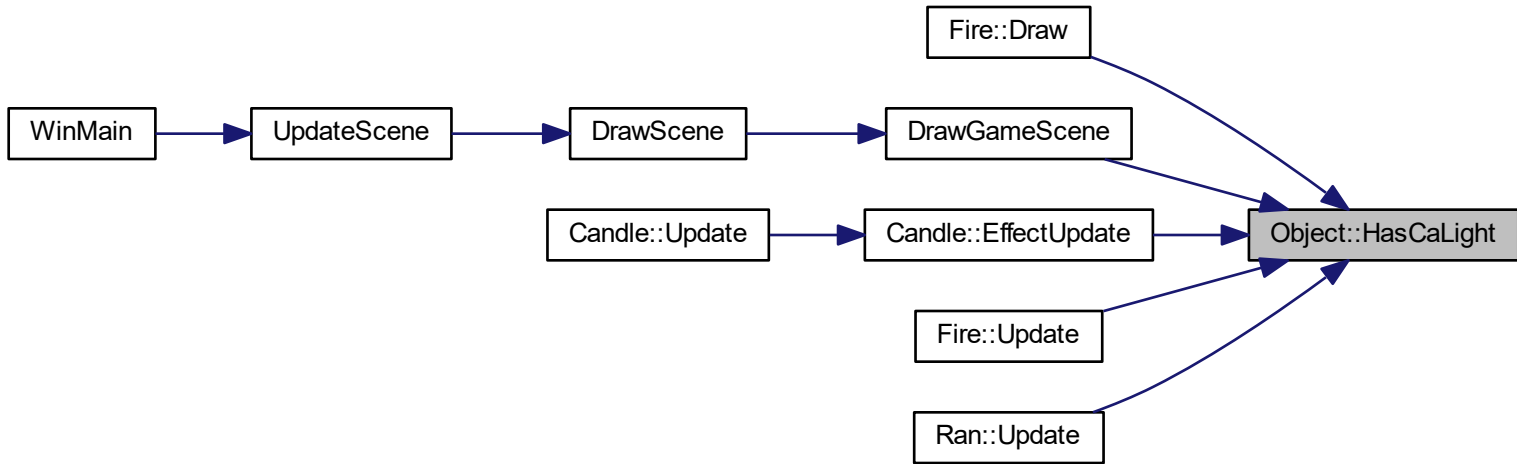 Fire::Draw
WinMain
UpdateScene
DrawScene
DrawGameScene
Candle::Update
Candle::EffectUpdate
Object::HasCaLight
Fire::Update
Ran::Update